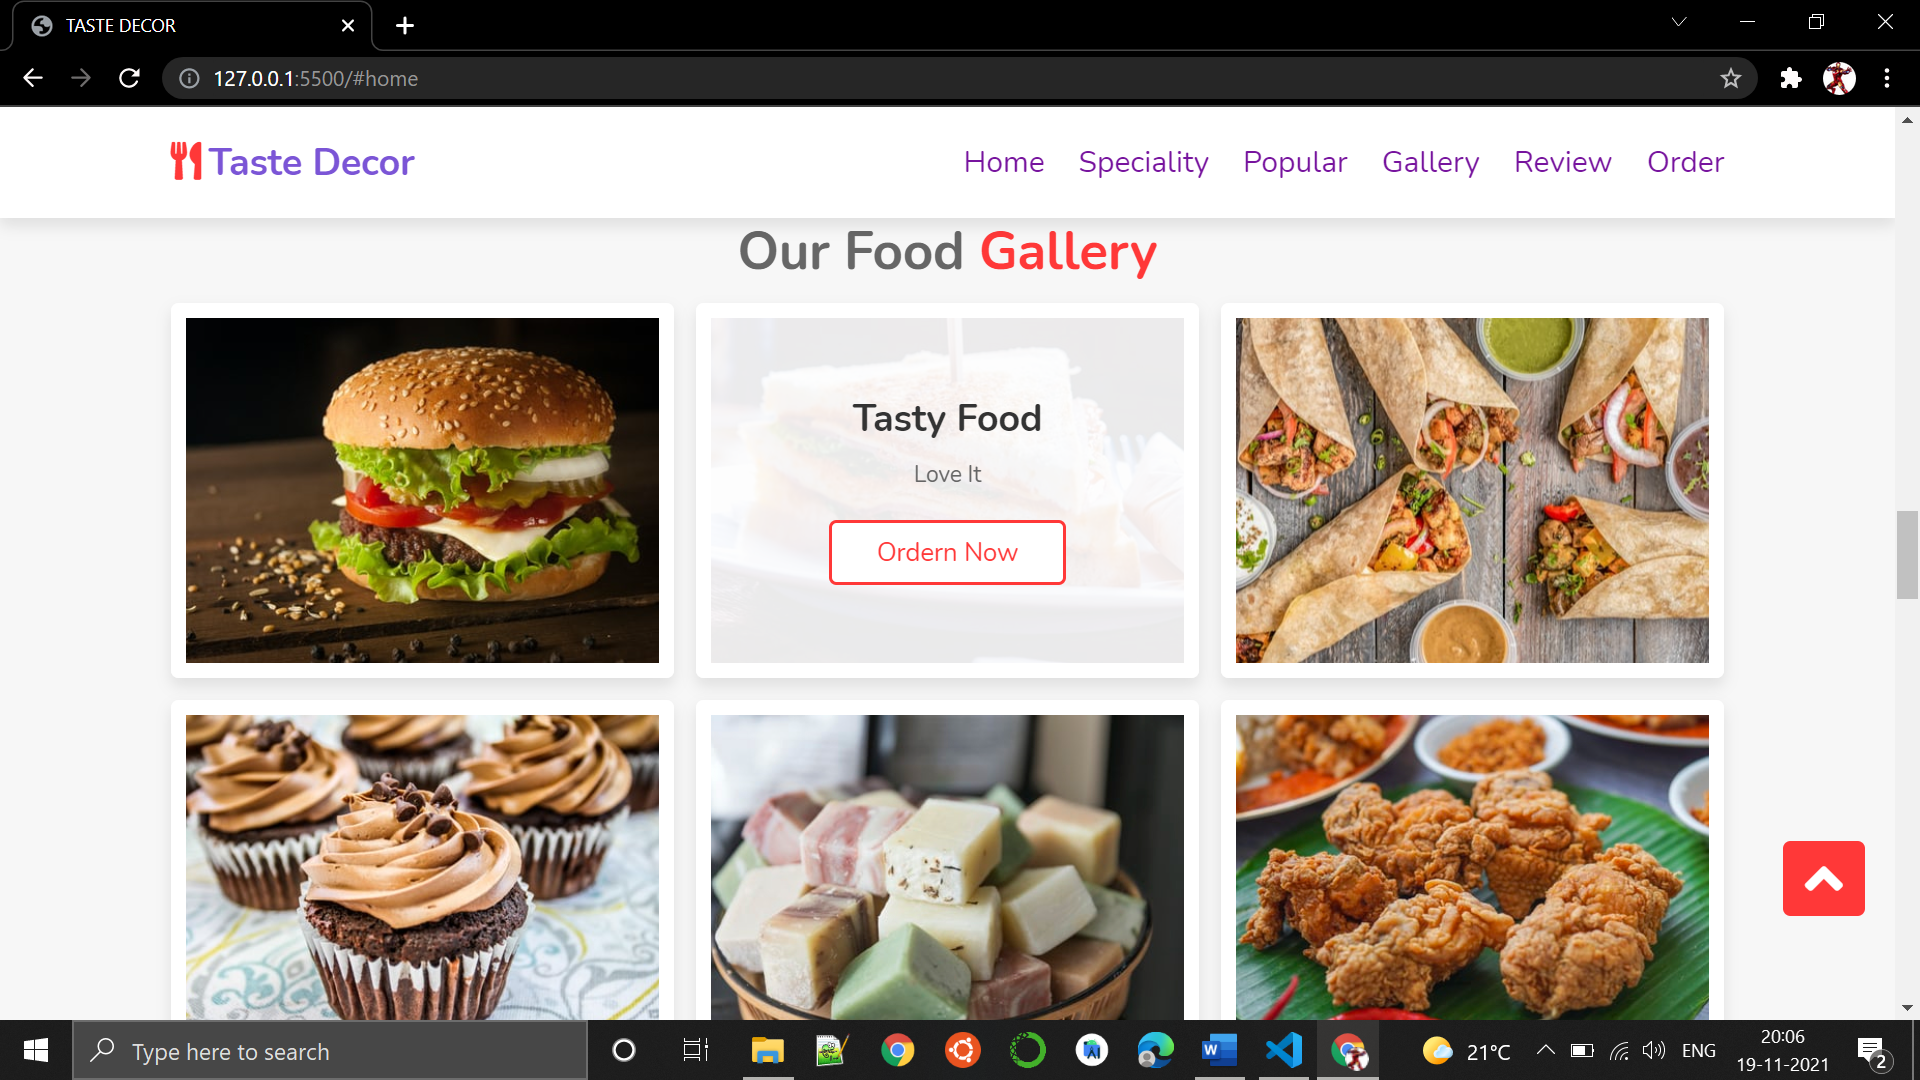 TASTE DECOR
127.0.0.1:5500/#home
Taste Decor
Home Speciality Popular Gallery Review Order
Our Food Gallery
Tasty Food
Love It
Ordern Now
Type here to search
W
21°C
ENG
20:06
19-11-2021
2